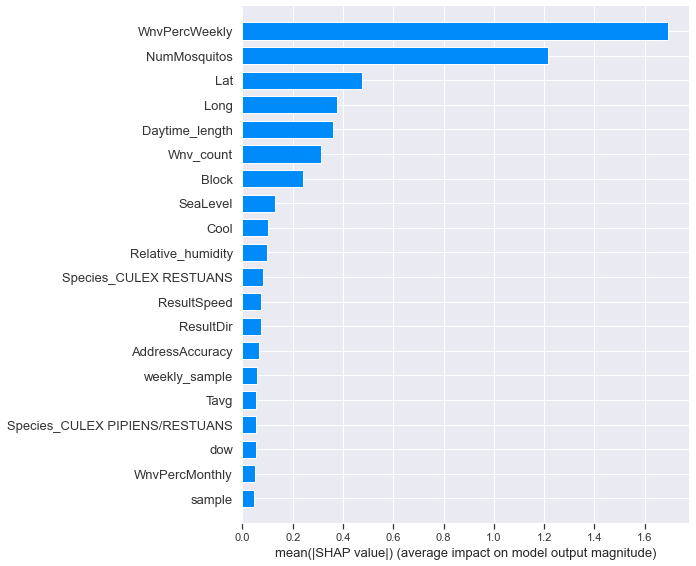 WnvPercWeekly
NumMosquitos
Lat
Long
Daytime_length
Wnv_count
Block
SeaLevel
Cool
Relative_humidity
Species_CULEX RESTUANS
ResultSpeed
ResultDir
AddressAccuracy
weekly_sample
Tavg
Species_CULEX PIPIENS/RESTUANS
dow
WnvPercMonthly
sample
0.0 0.2 0.4 0.6 0.8 1.0 1.2 1.4 1.6
mean(|SHAP value|) (average impact on model output magnitude)